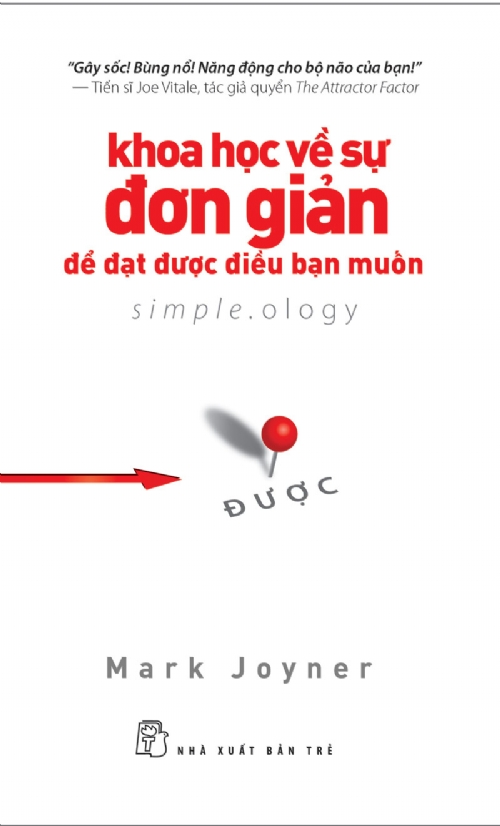 "Gây sốc! Bùng nổ! Năng động cho bộ não của bạn!"
— Tiến sĩ Joe Vitale, tác giả quyển The Attractor Factor
khoa học về sự
đơn giản
để đạt được điều bạn muốn
simple.ology
ĐƯỢC
Mark Joyner
T
NHÀ XUẤT BẢN TRẺ